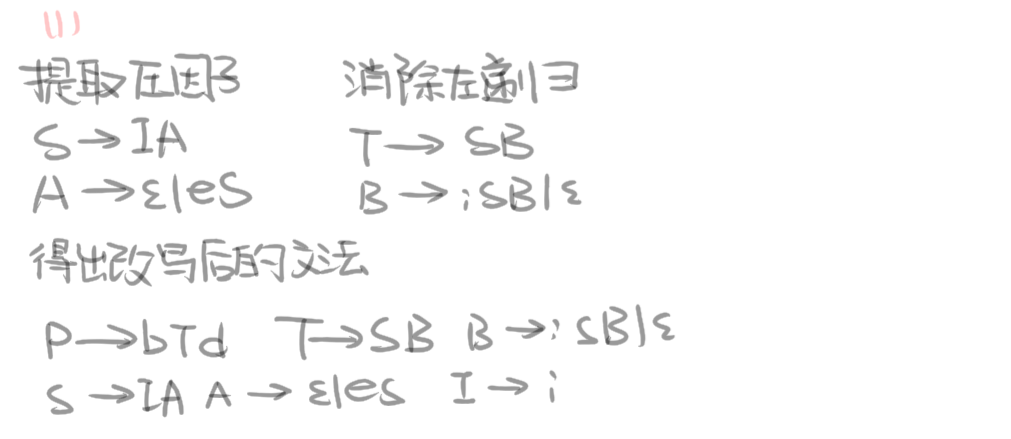 (1)
提取左因子 消除左递归
S→IA T→SB
A→ε|eS B→;SB|ε
得出改写后的文法
P→bTd T→SB B→;SB|ε
S→IA A→ε|eS I→i